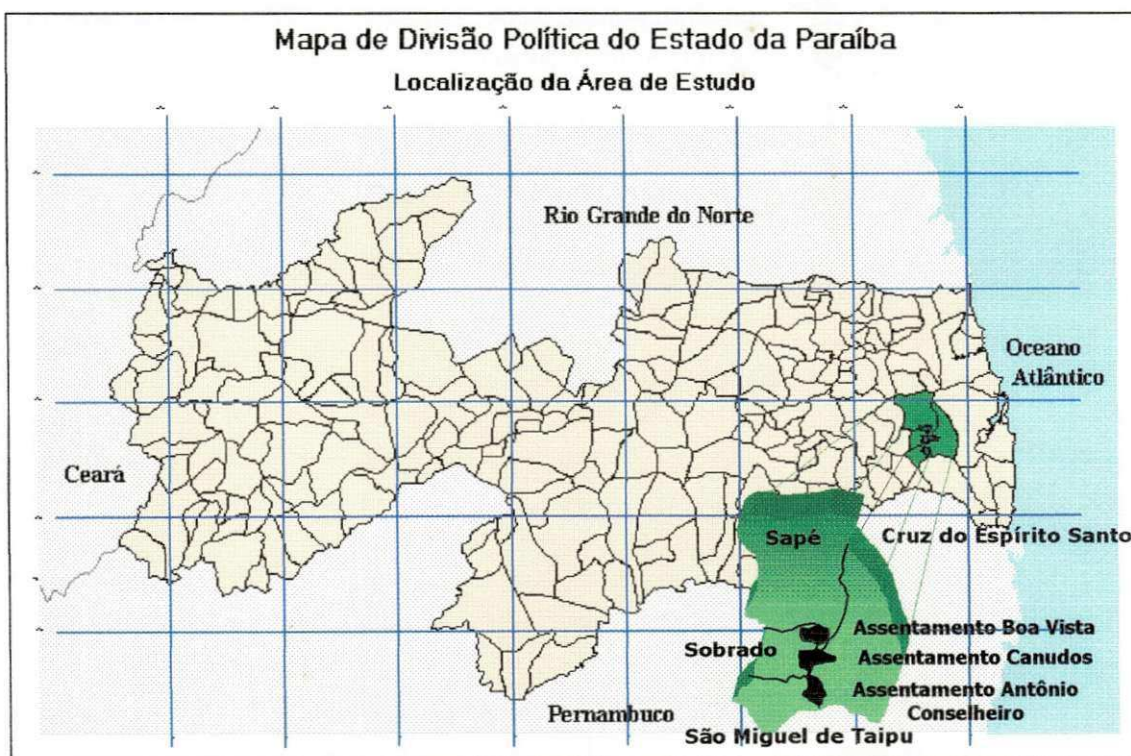 Mapa de Divisão Política do Estado da Paraíba
Localização da Área de Estudo
Rio Grande do Norte
Oceano
Atlântico
Ceará
Sapé
Cruz do Espírito Santo
Assentamento Boa Vista
Sobrado
Assentamento Canudos
Assentamento Antônio
Conselheiro
Pernambuco
São Miguel de Taipu